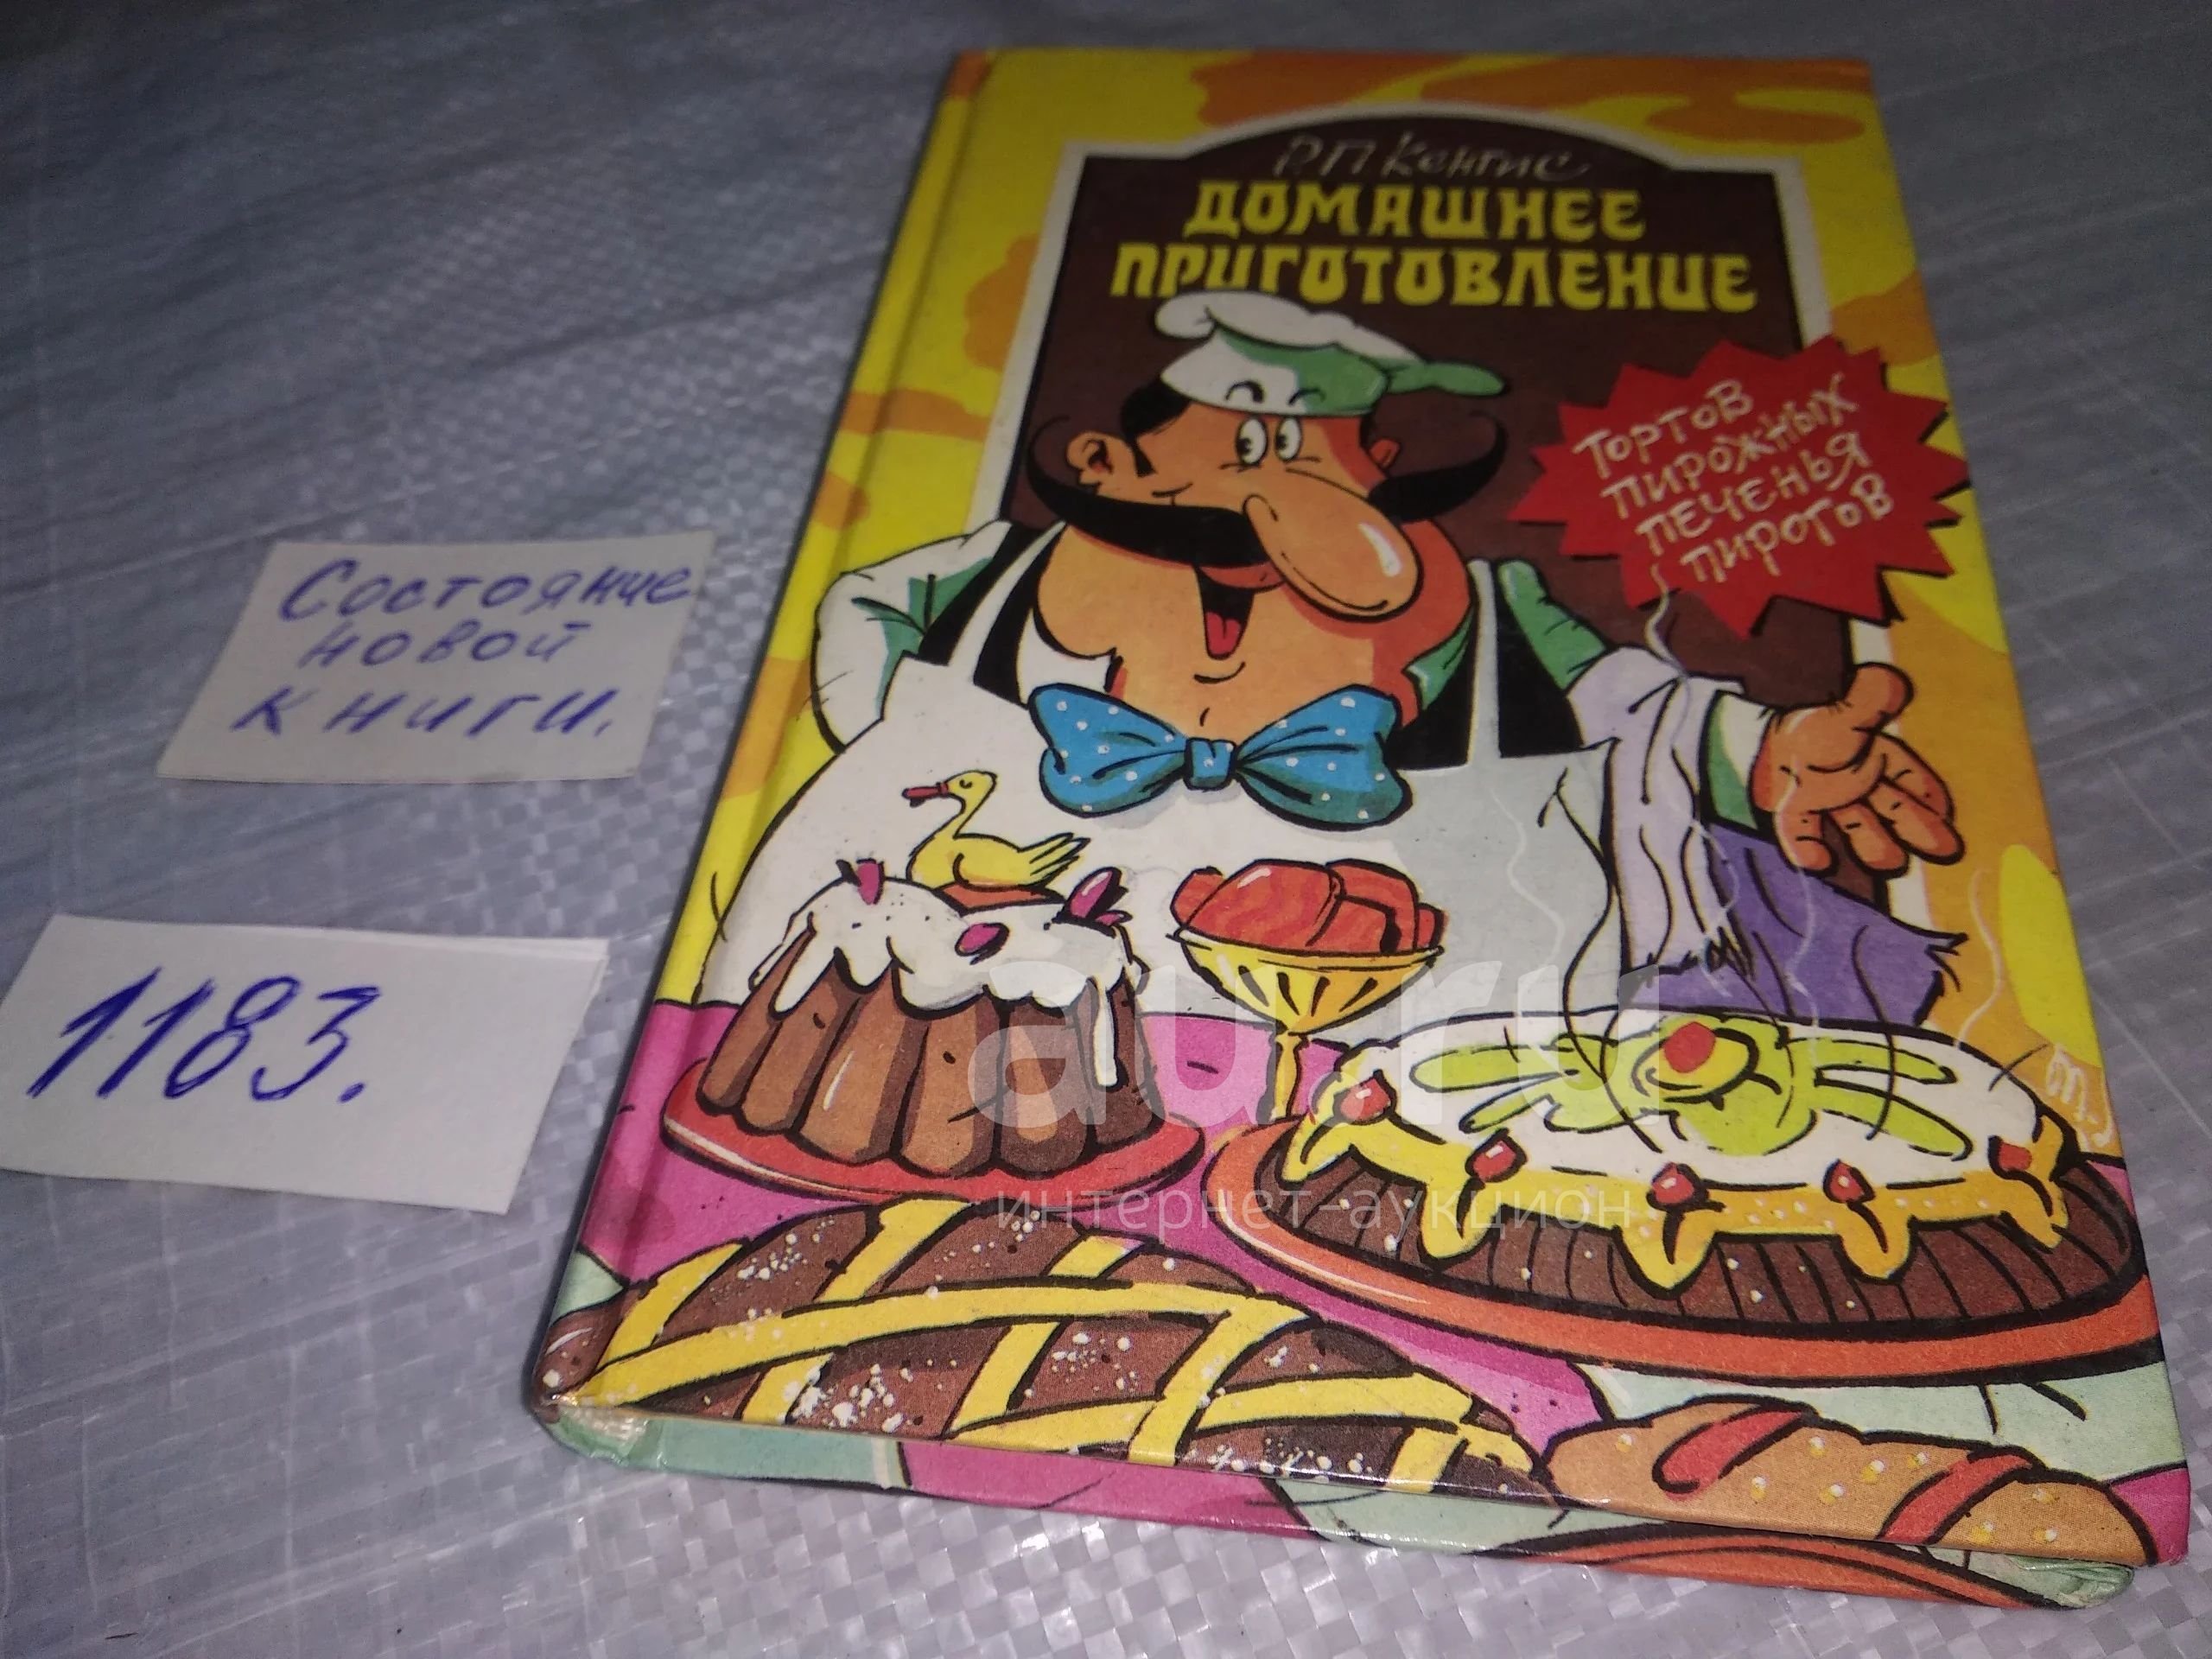 Р.П. Кенгис
ДОМАШНЕЕ
ПРИГОТОВЛЕНИЕ
Тортов
пирожных
печенья
пирогов
Состояние
новой
книги.
1183.
au.ru
интернет-аукцион